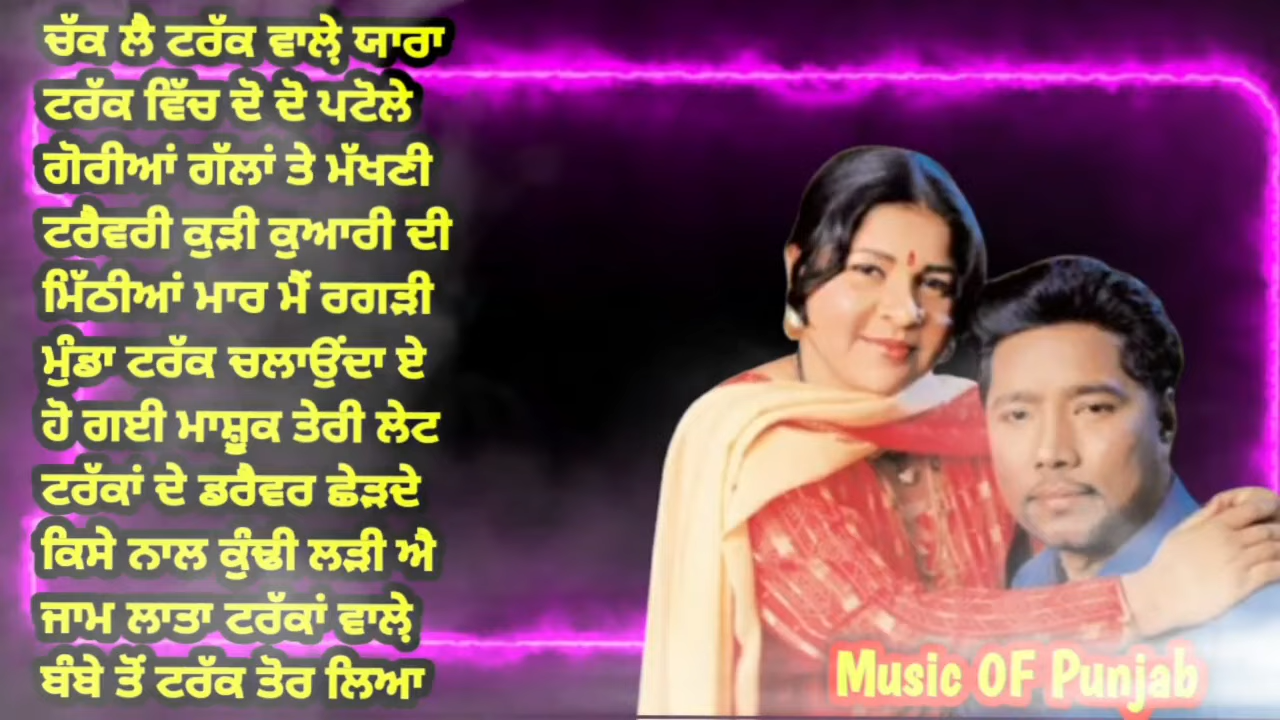 ਚੱਕ ਲੈ ਟਰੱਕ ਵਾਲੇ਼ ਯਾਰਾ
ਟਰੱਕ ਵਿੱਚ ਦੋ ਦੋ ਪਟੋਲੇ
ਗੋਰੀਆਂ ਗੱਲਾਂ ਤੇ ਮੱਖਣੀ
ਟਰੈਵਰੀ ਕੁੜੀ ਕੁਆਰੀ ਦੀ
ਮਿੱਠੀਆਂ ਮਾਰ ਮੈਂ ਰਗੜੀ
ਮੁੰਡਾ ਟਰੱਕ ਚਲਾਉਂਦਾ ਏ
ਹੋ ਗਈ ਮਾਸ਼ੂਕ ਤੇਰੀ ਲੇਟ
ਟਰੱਕਾਂ ਦੇ ਡਰੈਵਰ ਛੇੜਦੇ
ਕਿਸੇ ਨਾਲ ਕੁੰਢੀ ਲੜੀ ਐ
ਜਾਮ ਲਾਤਾ ਟਰੱਕਾਂ ਵਾਲੇ਼
ਬੰਬੇ ਤੋਂ ਟਰੱਕ ਤੋਰ ਲਿਆ
Music OF Punjab